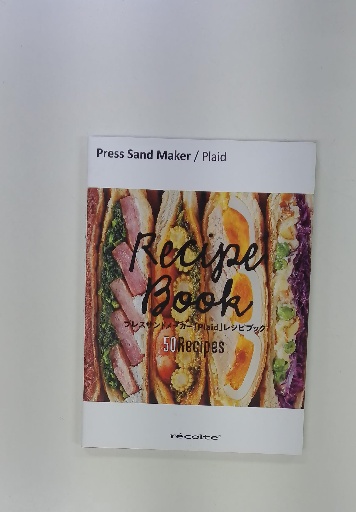 Press Sand Maker / Plaid
Recipe
Book
プレスサンドメーカー「Plaid」レシピブック
50Recipes
récolte